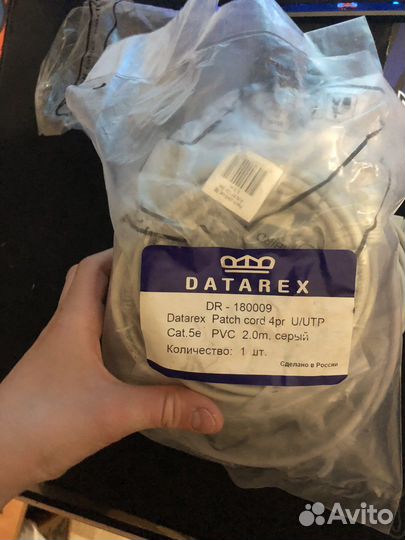 DATAREX
DR - 180009
Datarex Patch cord 4pr U/UTP
Cat.5e PVC 2.0m, серый
Количество: 1 шт.
Сделано в России
Avito